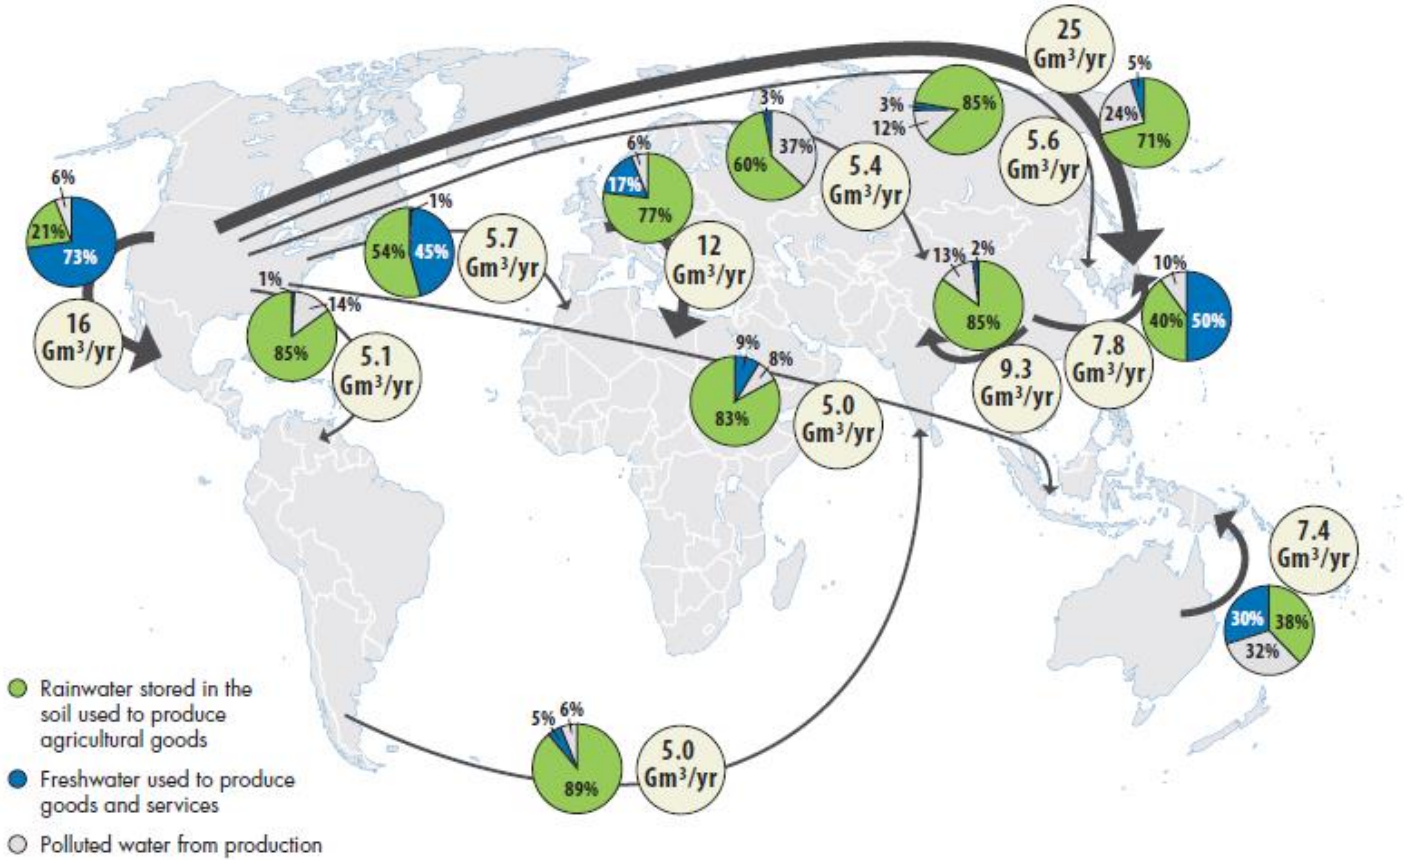 25
Gm³/yr
5%
24%
71%
3%
85%
12%
3%
37%
60%
5.6
Gm³/yr
5.4
Gm³/yr
6%
17%
77%
6%
21%
73%
1%
54%
45%
5.7
Gm³/yr
12
Gm³/yr
13%
2%
85%
10%
40%
50%
1%
14%
85%
16
Gm³/yr
5.1
Gm³/yr
9%
8%
83%
5.0
Gm³/yr
9.3
Gm³/yr
7.8
Gm³/yr
7.4
Gm³/yr
30%
38%
32%
5%
6%
89%
5.0
Gm³/yr
Rainwater stored in the
soil used to produce
agricultural goods
Freshwater used to produce
goods and services
Polluted water from production